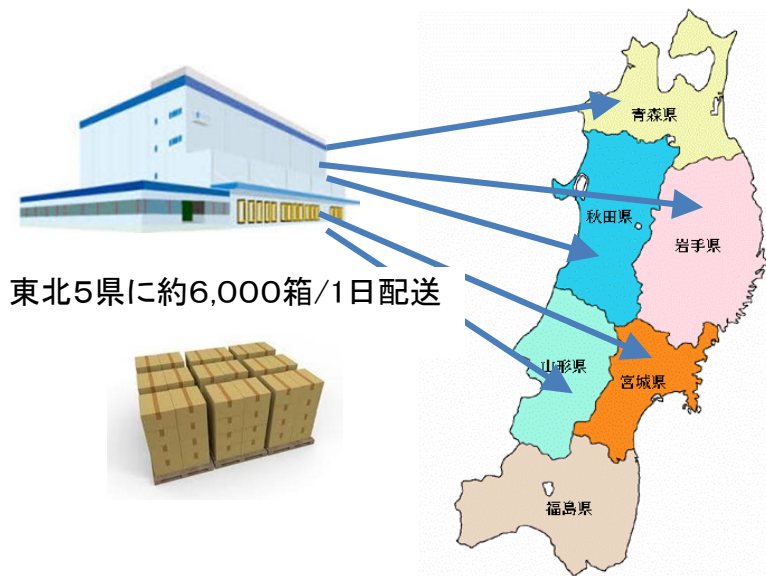 青森県
秋田県
岩手県
東北5県に約6,000箱/1日配送
山形県
宮城県
福島県